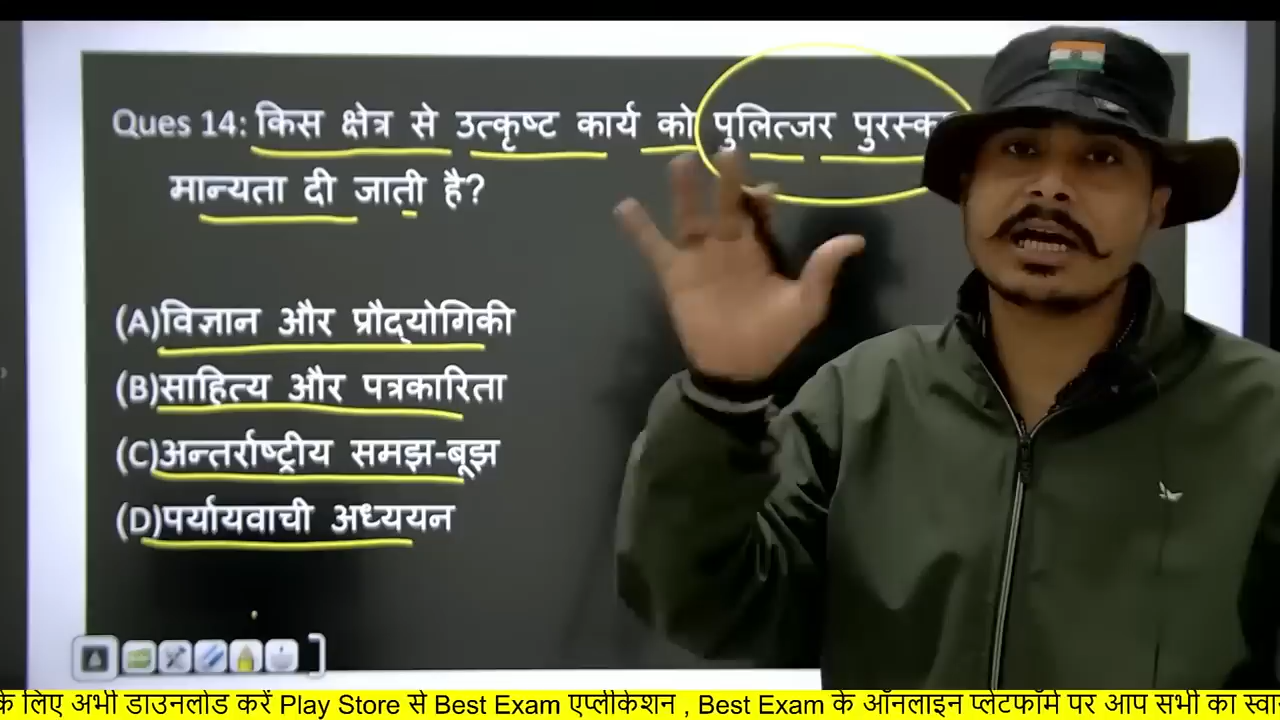 Ques 14: किस क्षेत्र से उत्कृष्ट कार्य को पुलित्जर
मान्यता दी जाती है?
(A)विज्ञान और प्रौद्योगिकी
(B)साहित्य और पत्रकारिता
(C)अन्तर्राष्ट्रीय समझ-बूझ
(D)पर्यायवाची अध्ययन
के लिए अभी डाउनलोड करें Play Store से Best Exam एप्लीकेशन , Best Exam के ऑनलाइन प्लेटफॉर्म पर आप सभी का